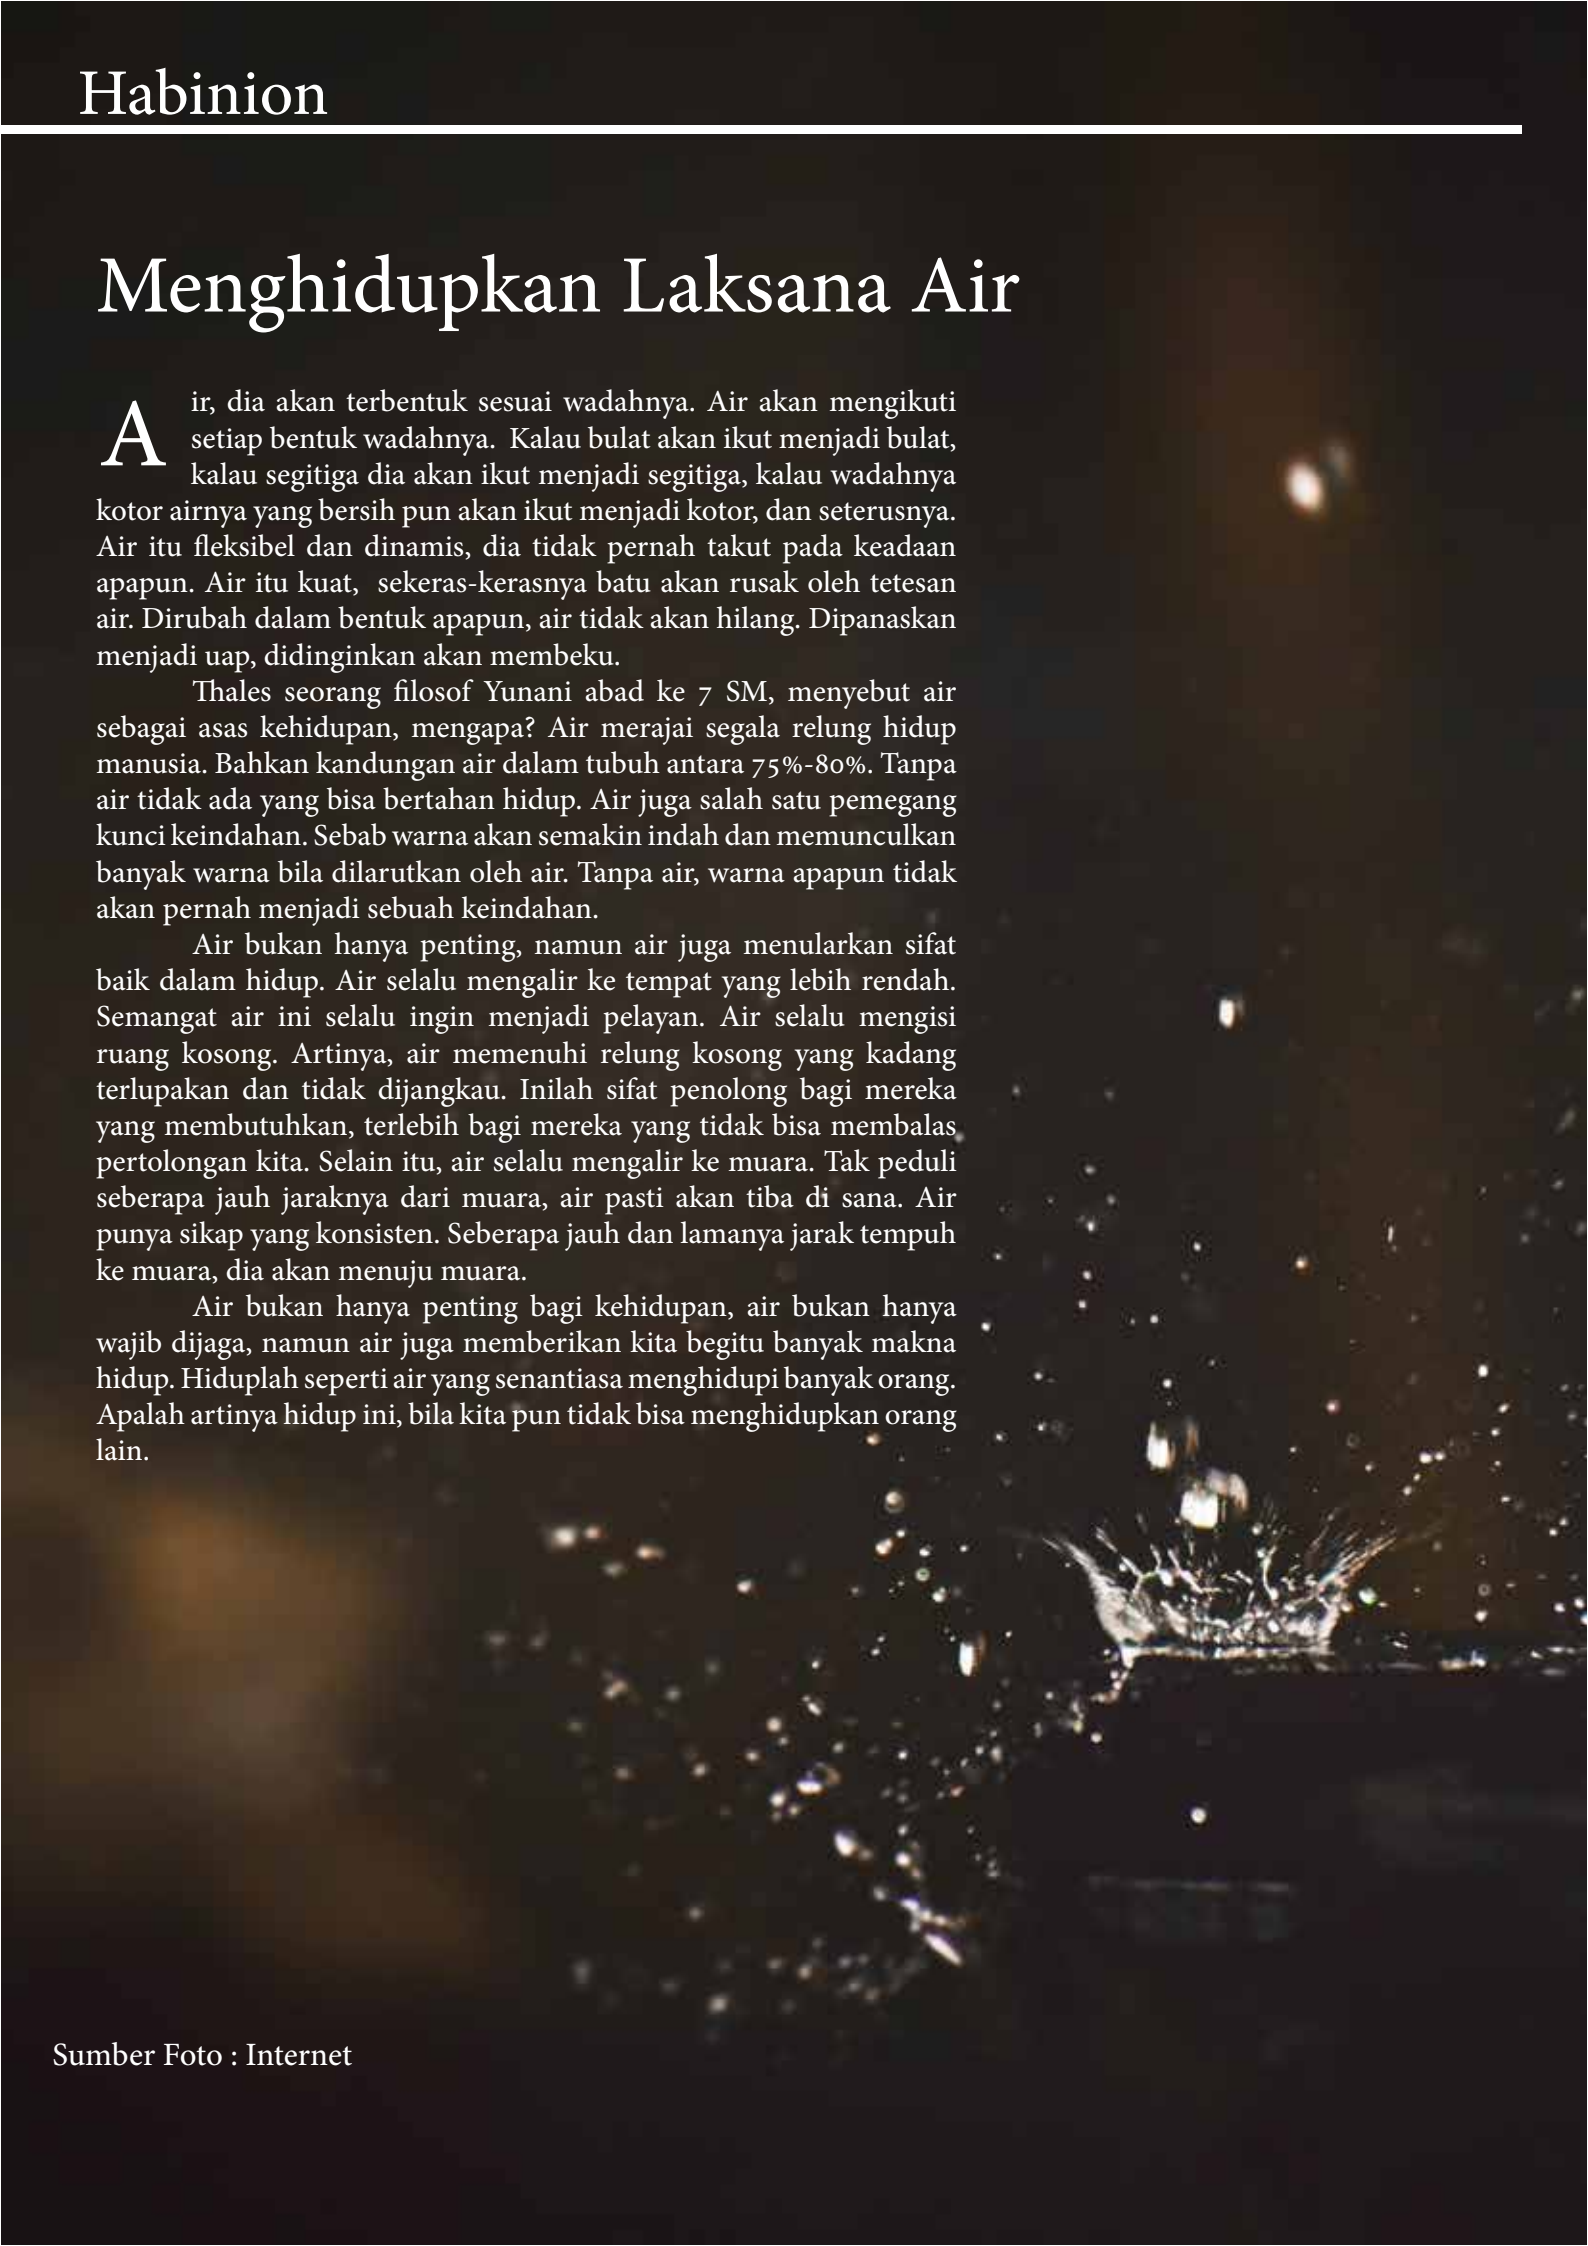 Habinion
Menghidupkan Laksana Air
Air, dia akan terbentuk sesuai wadahnya. Air akan mengikuti
setiap bentuk wadahnya. Kalau bulat akan ikut menjadi bulat,
kalau segitiga dia akan ikut menjadi segitiga, kalau wadahnya
kotor airnya yang bersih pun akan ikut menjadi kotor, dan seterusnya.
Air itu fleksibel dan dinamis, dia tidak pernah takut pada keadaan
apapun. Air itu kuat, sekeras-kerasnya batu akan rusak oleh tetesan
air. Dirubah dalam bentuk apapun, air tidak akan hilang. Dipanaskan
menjadi uap, didinginkan akan membeku.
Thales seorang filosof Yunani abad ke 7 SM, menyebut air
sebagai asas kehidupan, mengapa? Air merajai segala relung hidup
manusia. Bahkan kandungan air dalam tubuh antara 75%-80%. Tanpa
air tidak ada yang bisa bertahan hidup. Air juga salah satu pemegang
kunci keindahan. Sebab warna akan semakin indah dan memunculkan
banyak warna bila dilarutkan oleh air. Tanpa air, warna apapun tidak
akan pernah menjadi sebuah keindahan.
Air bukan hanya penting, namun air juga menularkan sifat
baik dalam hidup. Air selalu mengalir ke tempat yang lebih rendah.
Semangat air ini selalu ingin menjadi pelayan. Air selalu mengisi
ruang kosong. Artinya, air memenuhi relung kosong yang kadang
terlupakan dan tidak dijangkau. Inilah sifat penolong bagi mereka
yang membutuhkan, terlebih bagi mereka yang tidak bisa membalas
pertolongan kita. Selain itu, air selalu mengalir ke muara. Tak peduli
seberapa jauh jaraknya dari muara, air pasti akan tiba di sana. Air
punya sikap yang konsisten. Seberapa jauh dan lamanya jarak tempuh
ke muara, dia akan menuju muara.
Air bukan hanya penting bagi kehidupan, air bukan hanya
wajib dijaga, namun air juga memberikan kita begitu banyak makna
hidup. Hiduplah seperti air yang senantiasa menghidupi banyak orang.
Apalah artinya hidup ini, bila kita pun tidak bisa menghidupkan orang
lain.
Sumber Foto : Internet